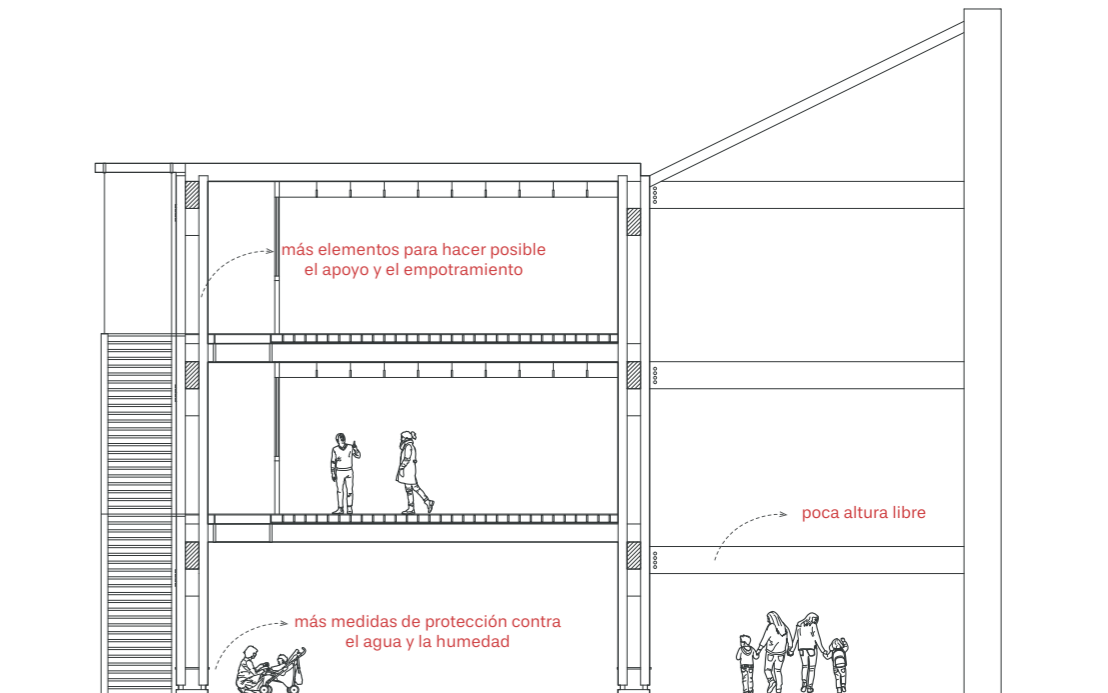 más elementos para hacer posible
el apoyo y el empotramiento
poca altura libre
más medidas de protección contra
el agua y la humedad